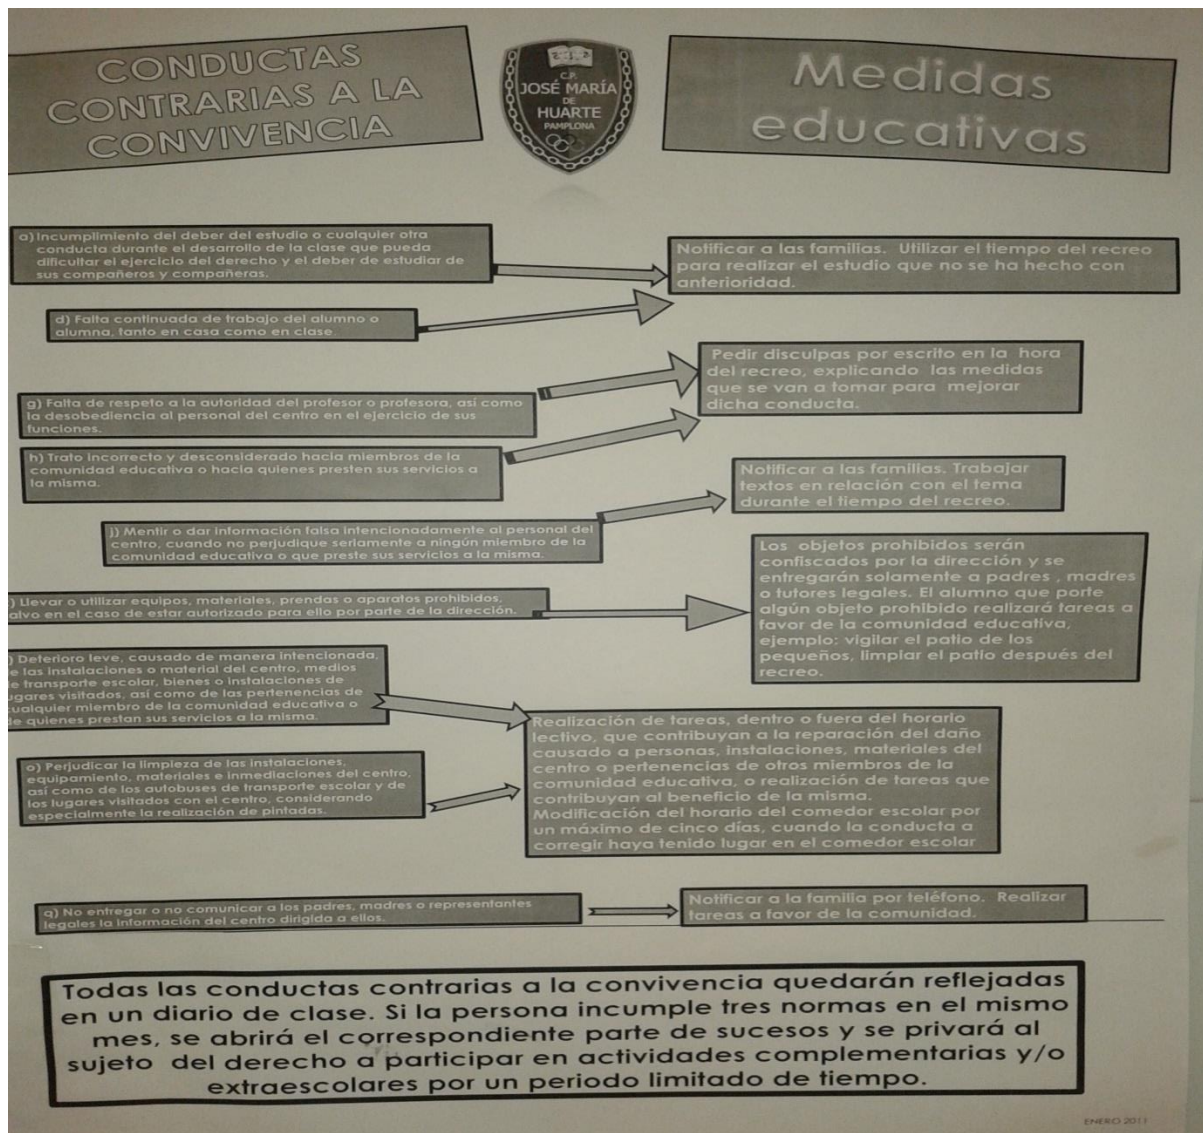 CONDUCTAS
CONTRARIAS A LA
CONVIVENCIA
C.P.
JOSÉ MARÍA
DE
HUARTE
PAMPLONA
Medidas
educativas
a) Incumplimiento del deber del estudio o cualquier otra
conducta durante el desarrollo de la clase que pueda
dificultar el ejercicio del derecho y el deber de estudiar de
sus compañeros y compañeras.
Notificar a las familias. Utilizar el tiempo del recreo
para realizar el estudio que no se ha hecho con
anterioridad.
d) Falta continuada de trabajo del alumno o
alumna, tanto en casa como en clase.
Pedir disculpas por escrito en la hora
del recreo, explicando las medidas
que se van a tomar para mejorar
dicha conducta.
g) Falta de respeto a la autoridad del profesor o profesora, así como
la desobediencia al personal del centro en el ejercicio de sus
funciones.
h) Trato incorrecto y desconsiderado hacia miembros de la
comunidad educativa o hacia quienes presten sus servicios a
la misma.
Notificar a las familias. Trabajar
textos en relación con el tema
durante el tiempo del recreo.
j) Mentir o dar información falsa intencionadamente al personal del
centro, cuando no perjudique seriamente a ningún miembro de la
comunidad educativa o que preste sus servicios a la misma.
Los objetos prohibidos serán
confiscados por la dirección y se
entregarán solamente a padres , madres
o tutores legales. El alumno que porte
algún objeto prohibido realizará tareas a
favor de la comunidad educativa,
ejemplo: vigilar el patio de los
pequeños, limpiar el patio después del
recreo.
) Llevar o utilizar equipos, materiales, prendas o aparatos prohibidos,
alvo en el caso de estar autorizado para ello por parte de la dirección.
) Deterioro leve, causado de manera intencionada,
e las instalaciones o material del centro, medios
e transporte escolar, bienes o instalaciones de
ugares visitados, así como de las pertenencias de
ualquier miembro de la comunidad educativa o
e quienes prestan sus servicios a la misma.
Realización de tareas, dentro o fuera del horario
lectivo, que contribuyan a la reparación del daño
causado a personas, instalaciones, materiales del
centro o pertenencias de otros miembros de la
comunidad educativa, o realización de tareas que
contribuyan al beneficio de la misma.
Modificación del horario del comedor escolar por
un máximo de cinco días, cuando la conducta a
corregir haya tenido lugar en el comedor escolar
o) Perjudicar la limpieza de las instalaciones,
equipamiento, materiales e inmediaciones del centro,
así como de los autobuses de transporte escolar y de
los lugares visitados con el centro, considerando
especialmente la realización de pintadas.
q) No entregar o no comunicar a los padres, madres o representantes
legales la información del centro dirigida a ellos.
Notificar a la familia por teléfono. Realizar
tareas a favor de la comunidad.
Todas las conductas contrarias a la convivencia quedarán reflejadas
en un diario de clase. Si la persona incumple tres normas en el mismo
mes, se abrirá el correspondiente parte de sucesos y se privará al
sujeto del derecho a participar en actividades complementarias y/o
extraescolares por un periodo limitado de tiempo.
ENERO 2011